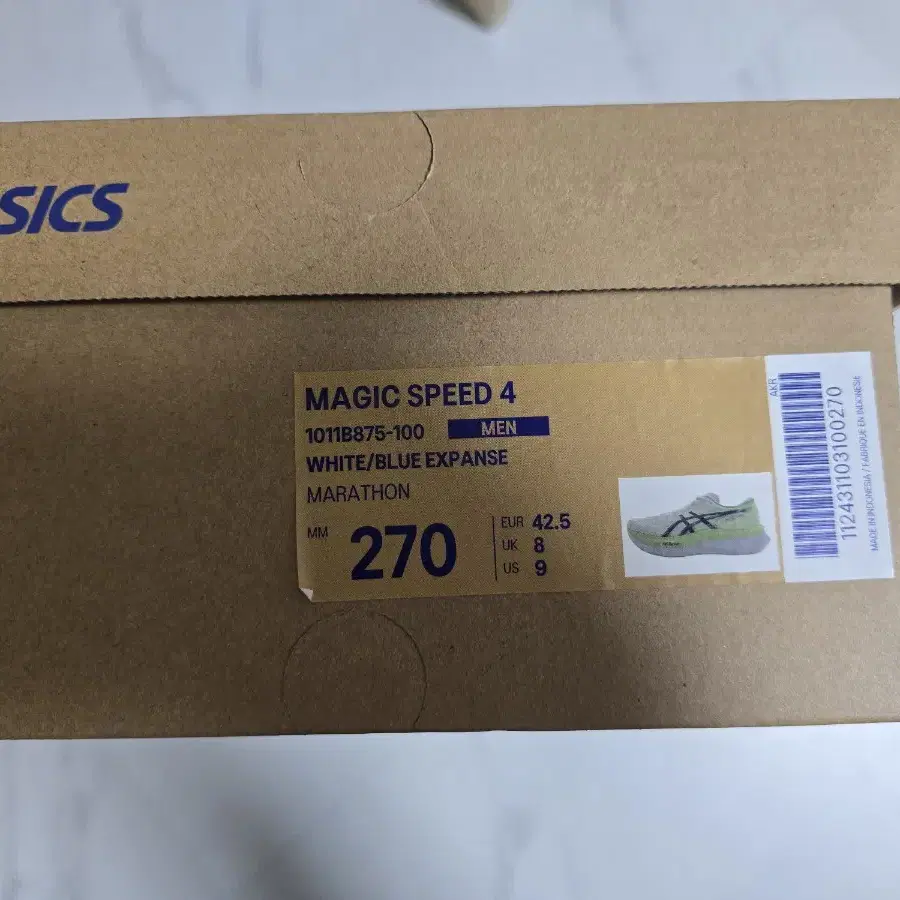 SICS
MAGIC SPEED 4
1011B875-100 MEN
WHITE/BLUE EXPANSE
MARATHON
MM 270
EUR 42.5
UK 8
US 9
AKR
112431103100270
MADE IN INDONESIA / FABRIQUÉ EN INDONÉSIE